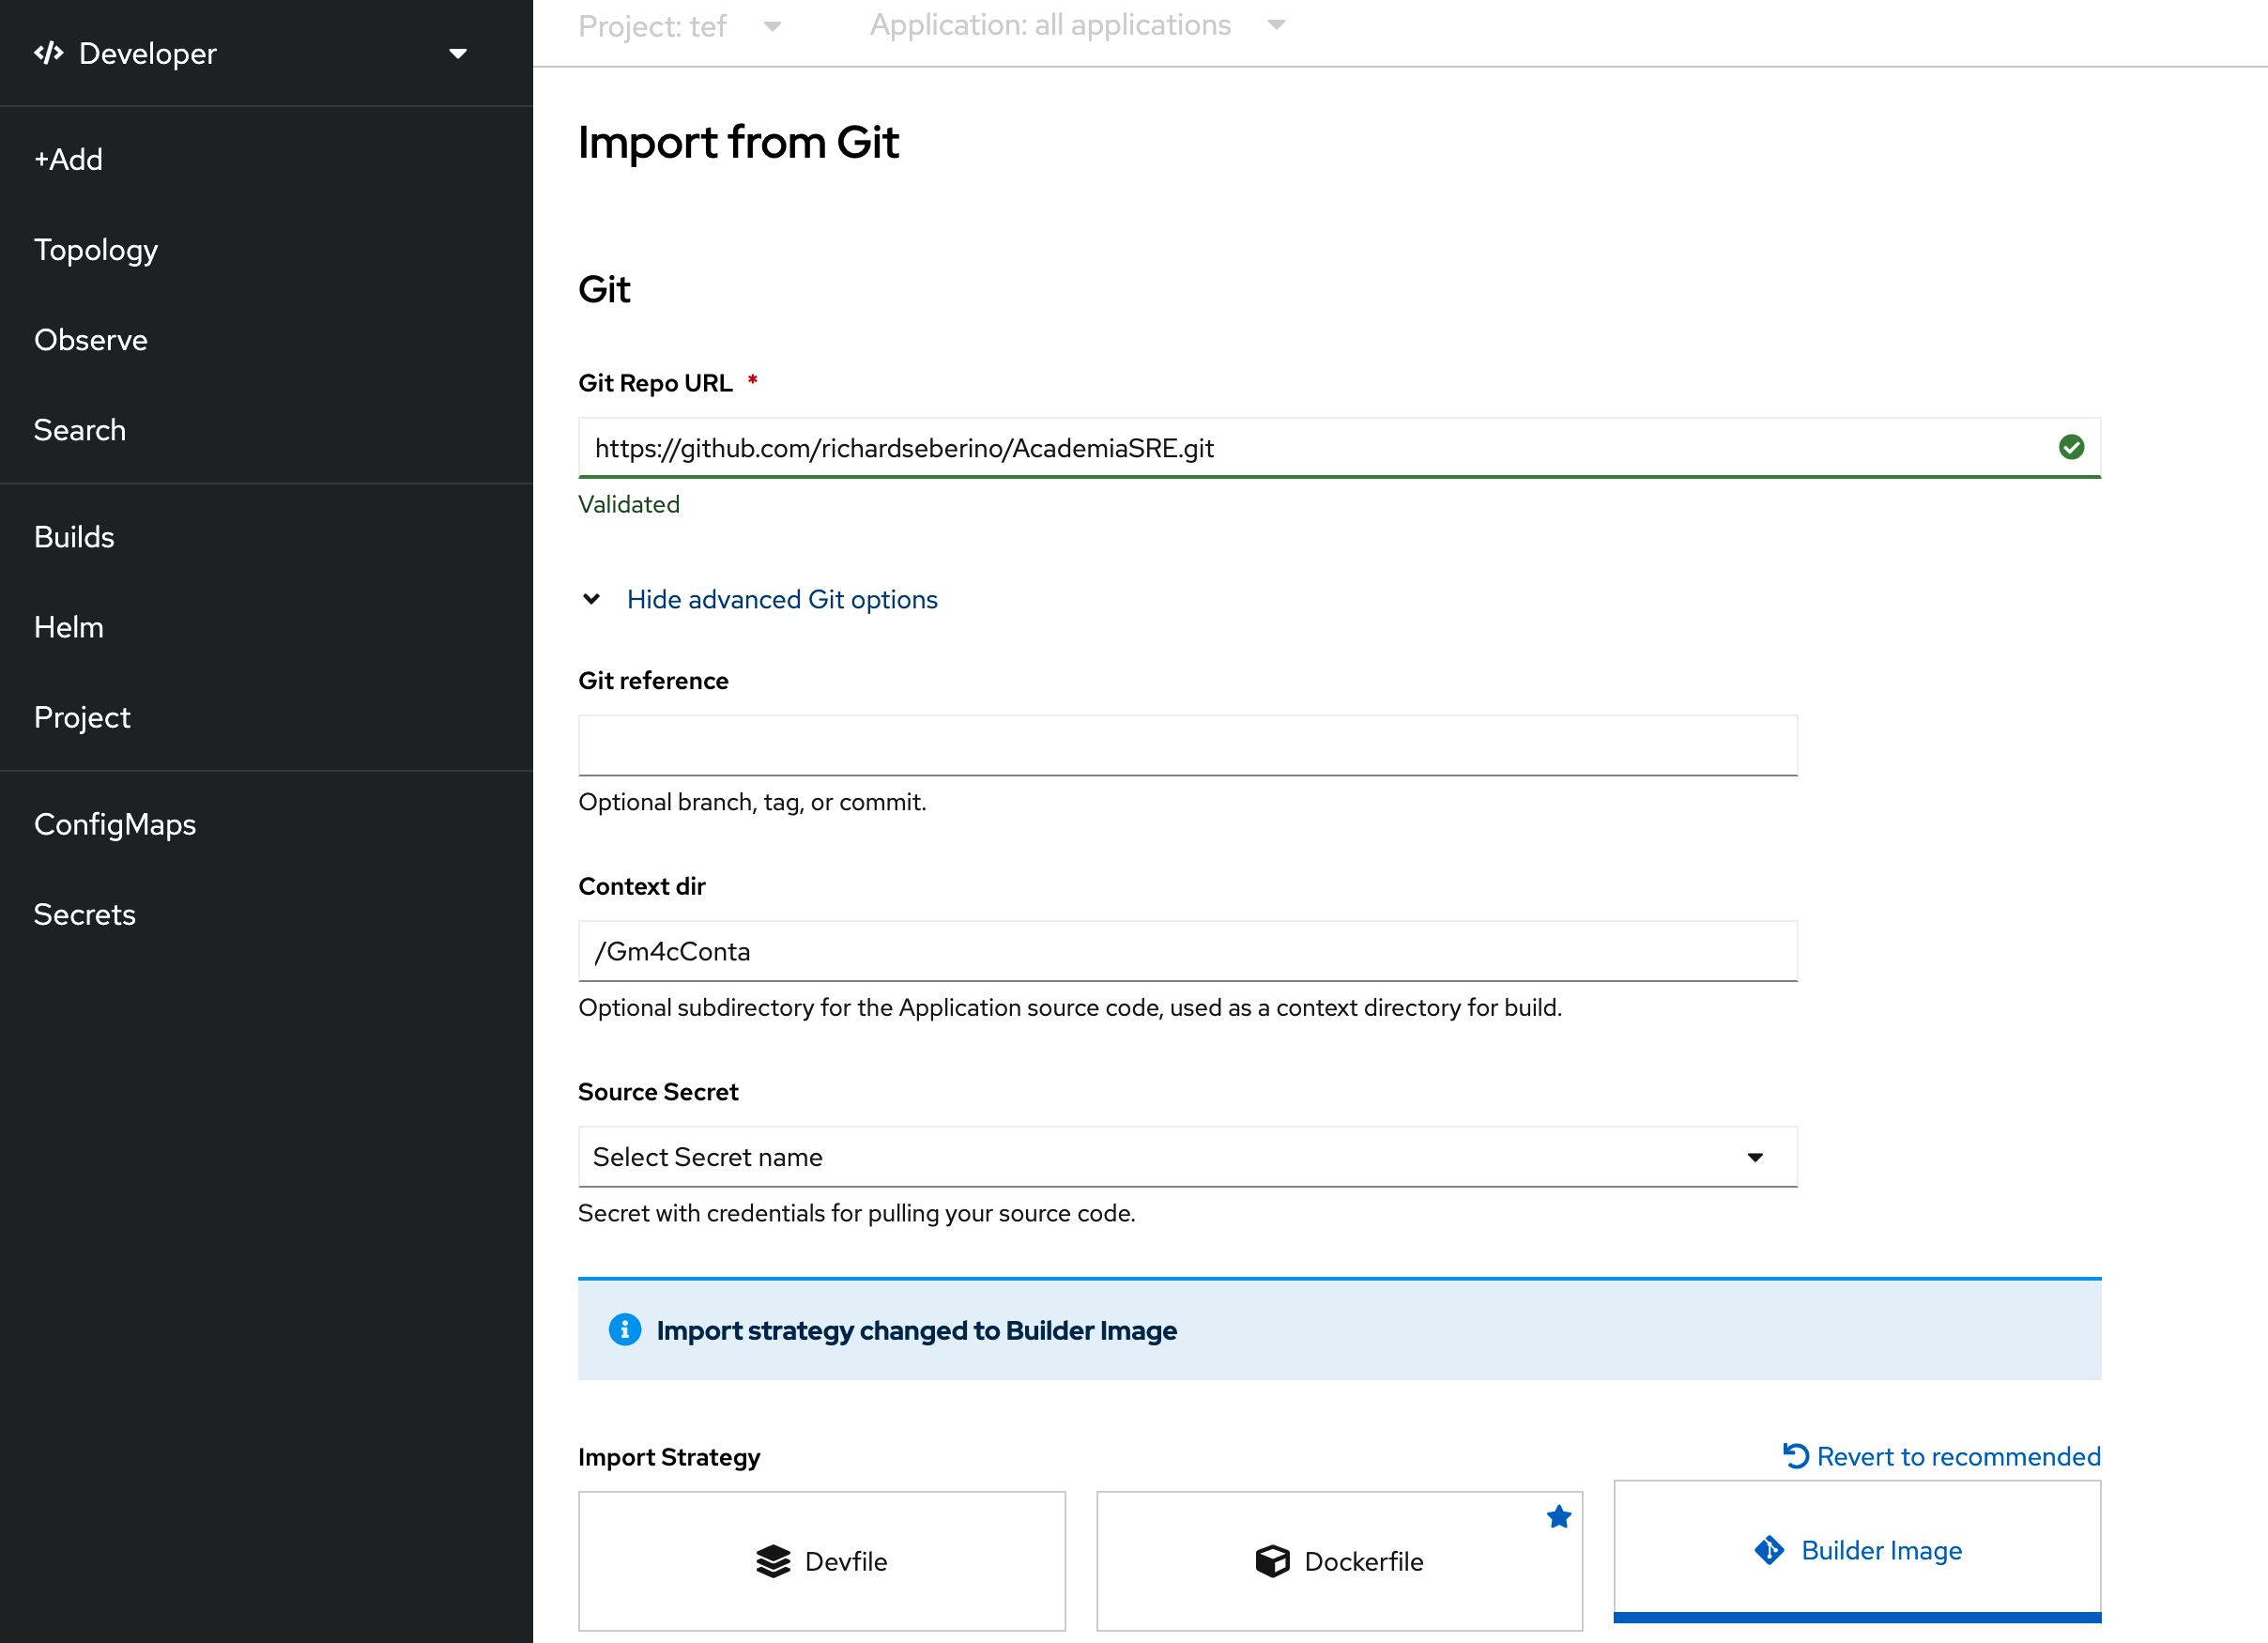 Developer
+Add
Topology
Observe
Search
Builds
Helm
Project
ConfigMaps
Secrets
Project: tef
Application: all applications
Import from Git
Git
Git Repo URL *
https://github.com/richardseberino/AcademiaSRE.git
Validated
Hide advanced Git options
Git reference
Optional branch, tag, or commit.
Context dir
/Gm4cConta
Optional subdirectory for the Application source code, used as a context directory for build.
Source Secret
Select Secret name
Secret with credentials for pulling your source code.
Import strategy changed to Builder Image
Import Strategy
Revert to recommended
Devfile
Dockerfile
Builder Image